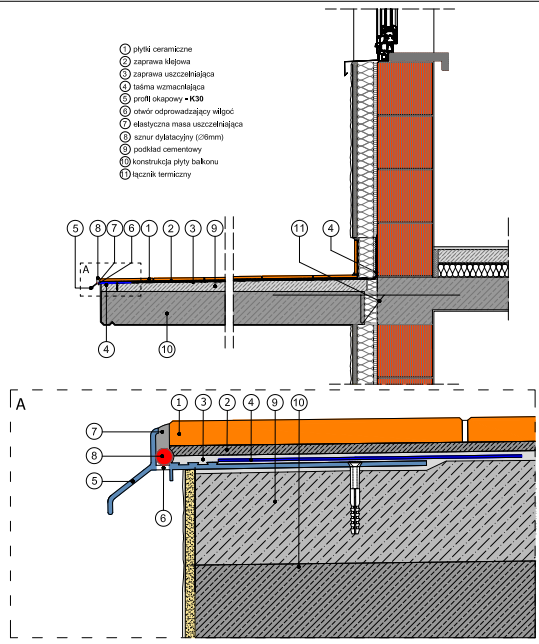 1 płytki ceramiczne
2 zaprawa klejowa
3 zaprawa uszczelniająca
4 taśma wzmacniająca
5 profil okapowy - K30
6 otwór odprowadzający wilgoć
7 elastyczna masa uszczelniająca
8 sznur dylatacyjny (∅6mm)
9 podkład cementowy
10 konstrukcja płyty balkonu
11 łącznik termiczny
5 8 7 6 1 2 3 9 11 4
A
4
10
A
1 3 2 4 9 10
7
8
5
6